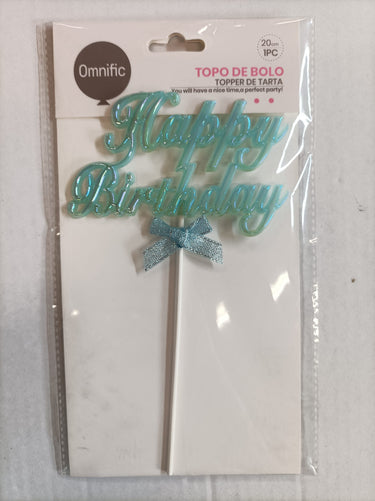 Omnific
20cm
1PC
TOPO DE BOLO
TOPPER DE TARTA
You will have a nice time,a perfect party!
Happy
Birthday